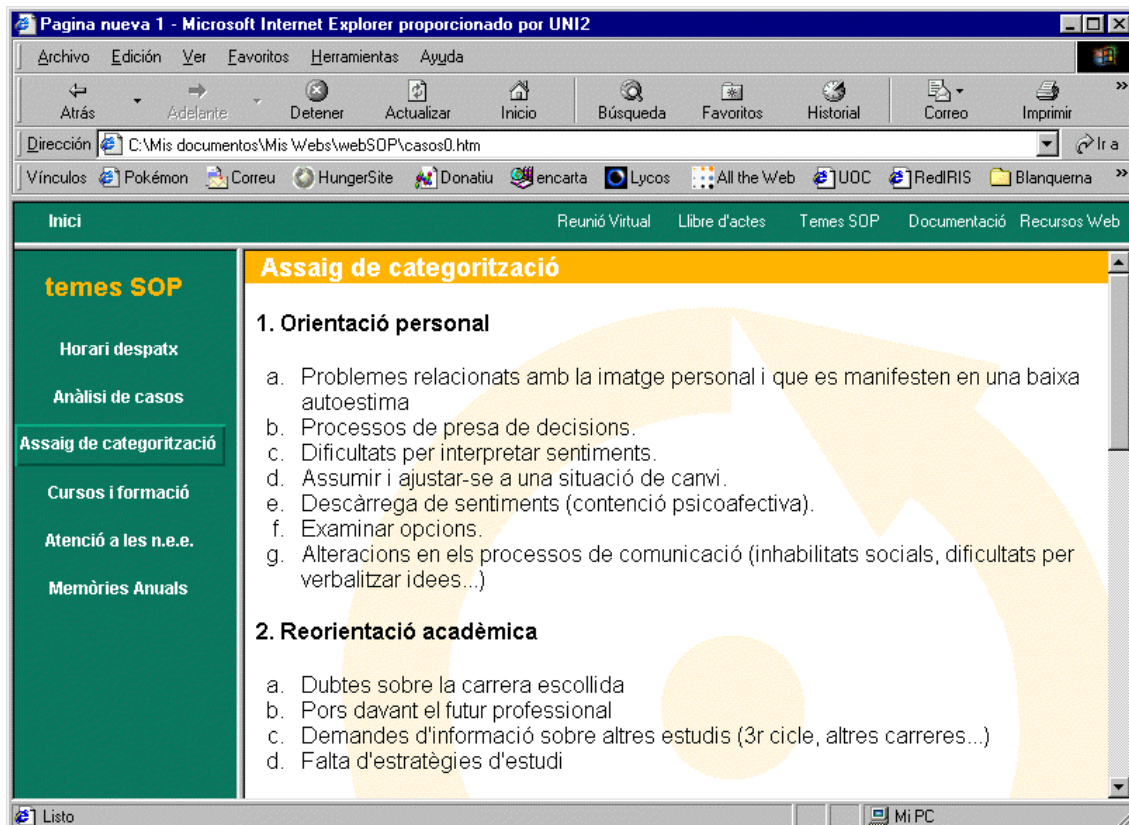 Pagina nueva 1 - Microsoft Internet Explorer proporcionado por UNI2
Archivo Edición Ver Favoritos Herramientas Ayuda
Atrás Adelante Detener Actualizar Inicio Búsqueda Favoritos Historial Correo Imprimir »
Dirección C:\Mis documentos\Mis Webs\webSOP\casos0.htm Ir a
Vínculos Pokémon Correu HungerSite Donatiu encarta Lycos All the Web UOC RedIRIS Blanquerna »
Inici Reunió Virtual Llibre d'actes Temes SOP Documentació Recursos Web
temes SOP
Horari despatx
Anàlisi de casos
Assaig de categorització
Cursos i formació
Atenció a les n.e.e.
Memòries Anuals
Assaig de categorització
1. Orientació personal
a. Problemes relacionats amb la imatge personal i que es manifesten en una baixa
autoestima
b. Processos de presa de decisions.
c. Dificultats per interpretar sentiments.
d. Assumir i ajustar-se a una situació de canvi.
e. Descàrrega de sentiments (contenció psicoafectiva).
f. Examinar opcions.
g. Alteracions en els processos de comunicació (inhabilitats socials, dificultats per
verbalitzar idees...)
2. Reorientació acadèmica
a. Dubtes sobre la carrera escollida
b. Pors davant el futur professional
c. Demandes d'informació sobre altres estudis (3r cicle, altres carreres...)
d. Falta d'estratègies d'estudi
Listo Mi PC